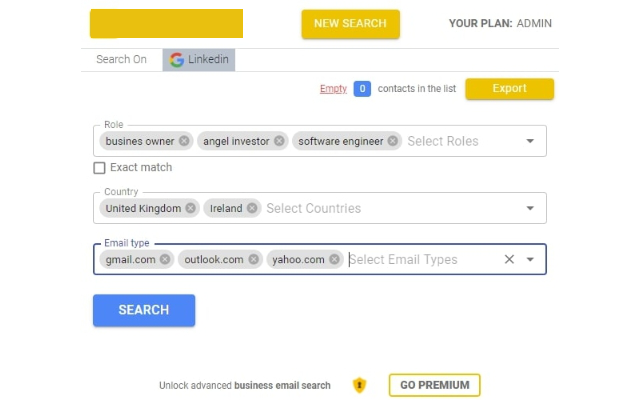 NEW SEARCH
YOUR PLAN: ADMIN
Search On
Linkedin
Empty 0 contacts in the list
Export
Role
busines owner angel investor software engineer Select Roles
Exact match
Country
United Kingdom Ireland Select Countries
Email type
gmail.com outlook.com yahoo.com Select Email Types
SEARCH
Unlock advanced business email search
GO PREMIUM